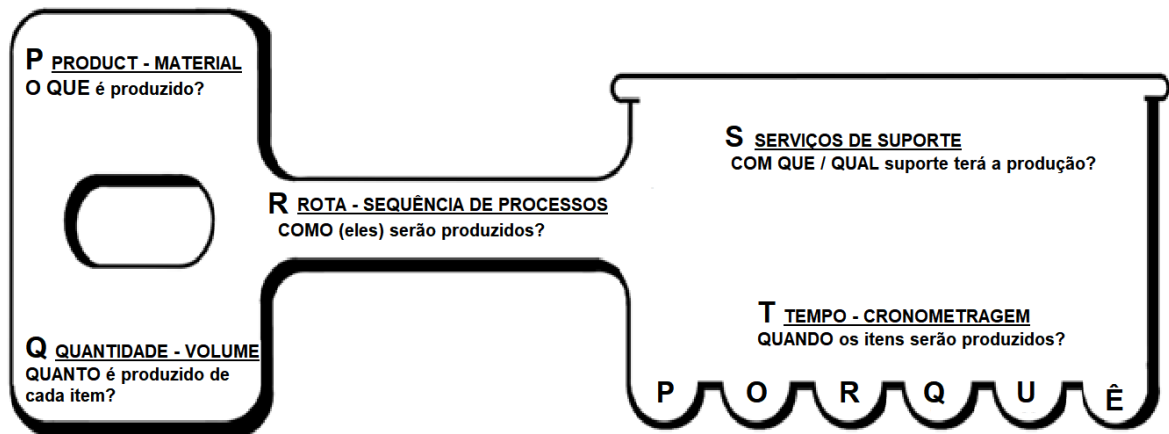 P PRODUCT - MATERIAL
O QUE é produzido?
Q QUANTIDADE - VOLUME
QUANTO é produzido de
cada item?
R ROTA - SEQUÊNCIA DE PROCESSOS
COMO (eles) serão produzidos?
S SERVIÇOS DE SUPORTE
COM QUE / QUAL suporte terá a produção?
T TEMPO - CRONOMETRAGEM
QUANDO os itens serão produzidos?
P O R Q U Ê